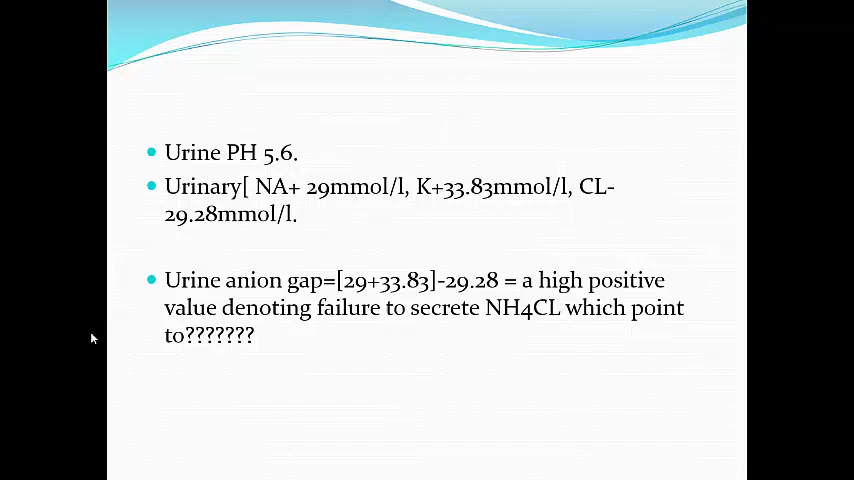 Urine PH 5.6.
Urinary[ NA+ 29mmol/l, K+33.83mmol/l, CL-
29.28mmol/l.
Urine anion gap=[29+33.83]-29.28 = a high positive
value denoting failure to secrete NH4CL which point
to???????